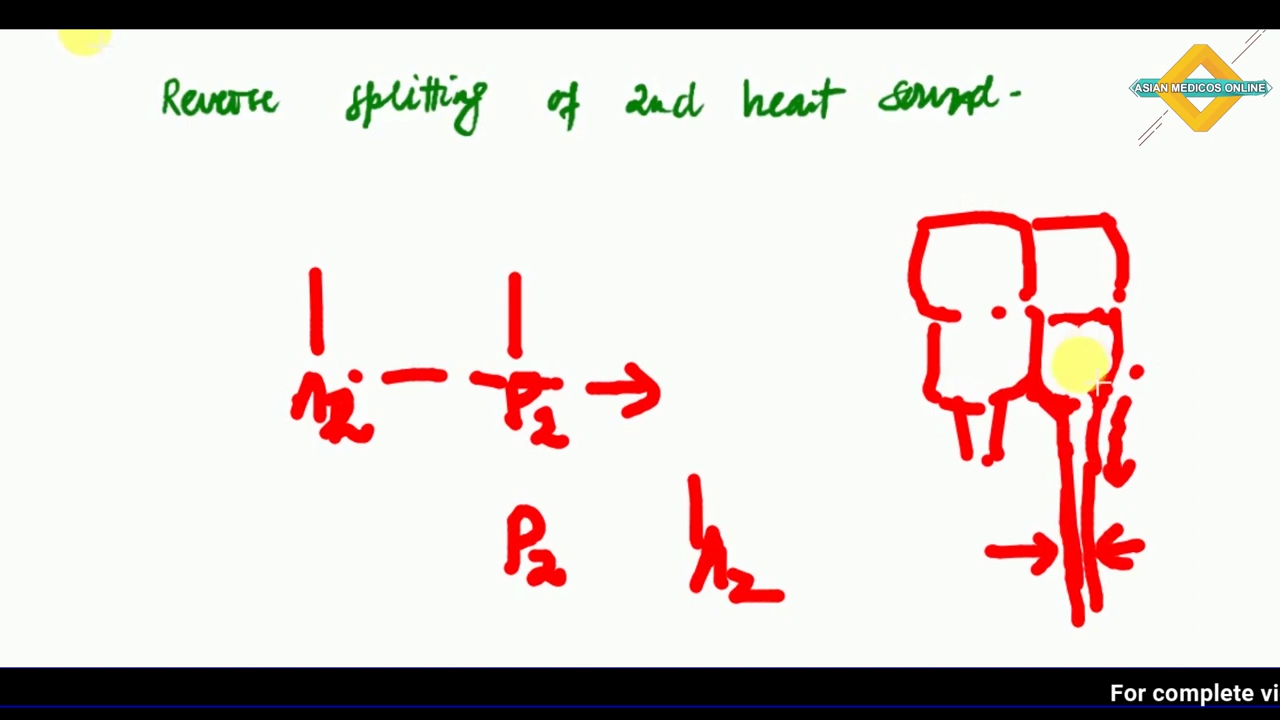 Reverse splitting of 2nd heart sound -
ASIAN MEDICOS ONLINE
A2 P2
P2 A2
For complete vi